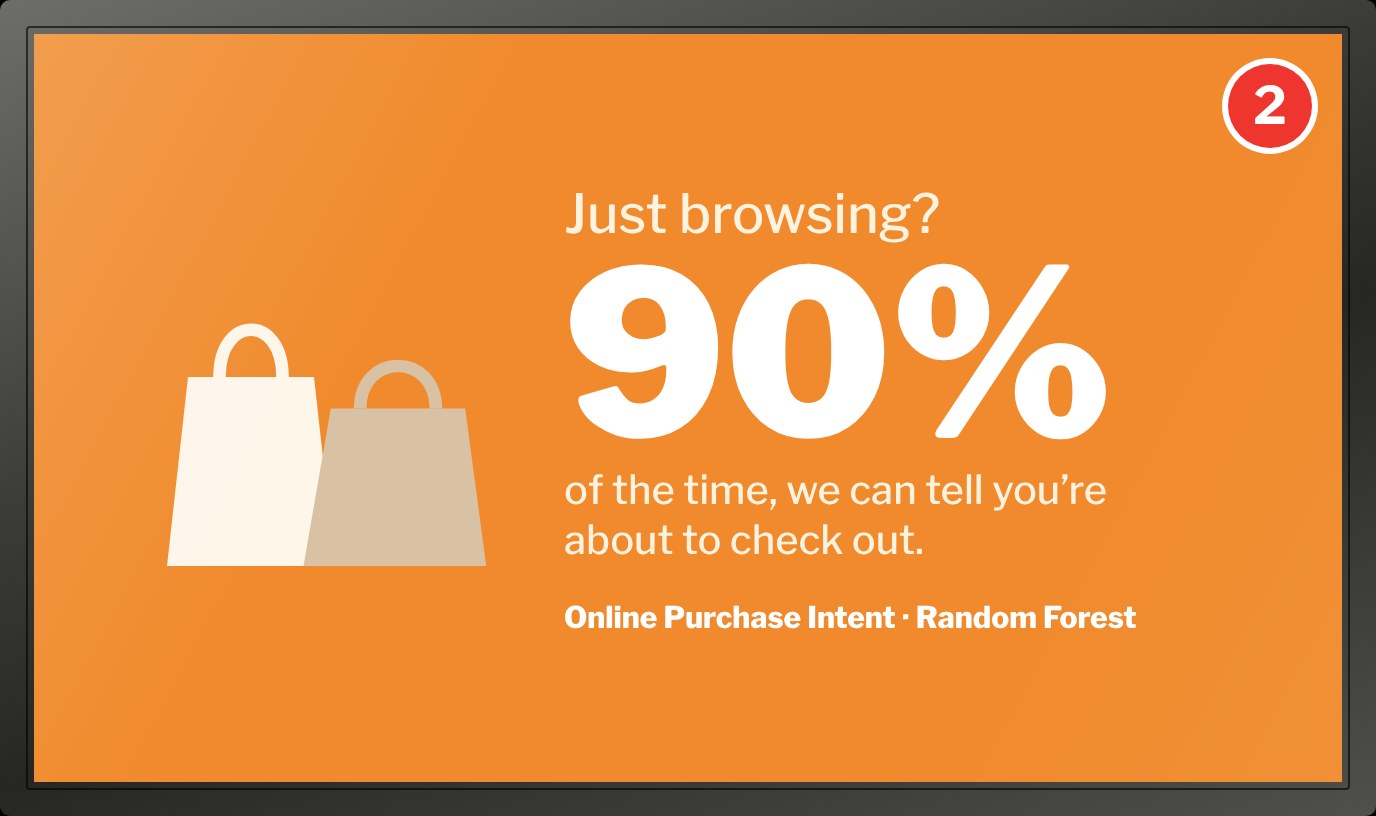 2
Just browsing?
90%
of the time, we can tell you’re
about to check out.
Online Purchase Intent · Random Forest